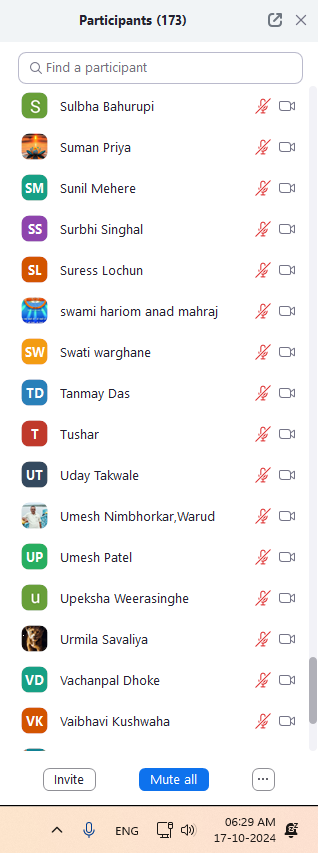 Participants (173)
Find a participant
S Sulbha Bahurupi
Suman Priya
SM Sunil Mehere
SS Surbhi Singhal
SL Suress Lochun
swami hariom anad mahraj
SW Swati warghane
TD Tanmay Das
T Tushar
UT Uday Takwale
Umesh Nimbhorkar,Warud
UP Umesh Patel
u Upeksha Weerasinghe
Urmila Savaliya
VD Vachanpal Dhoke
VK Vaibhavi Kushwaha
Invite Mute all ...
ENG 06:29 AM
17-10-2024